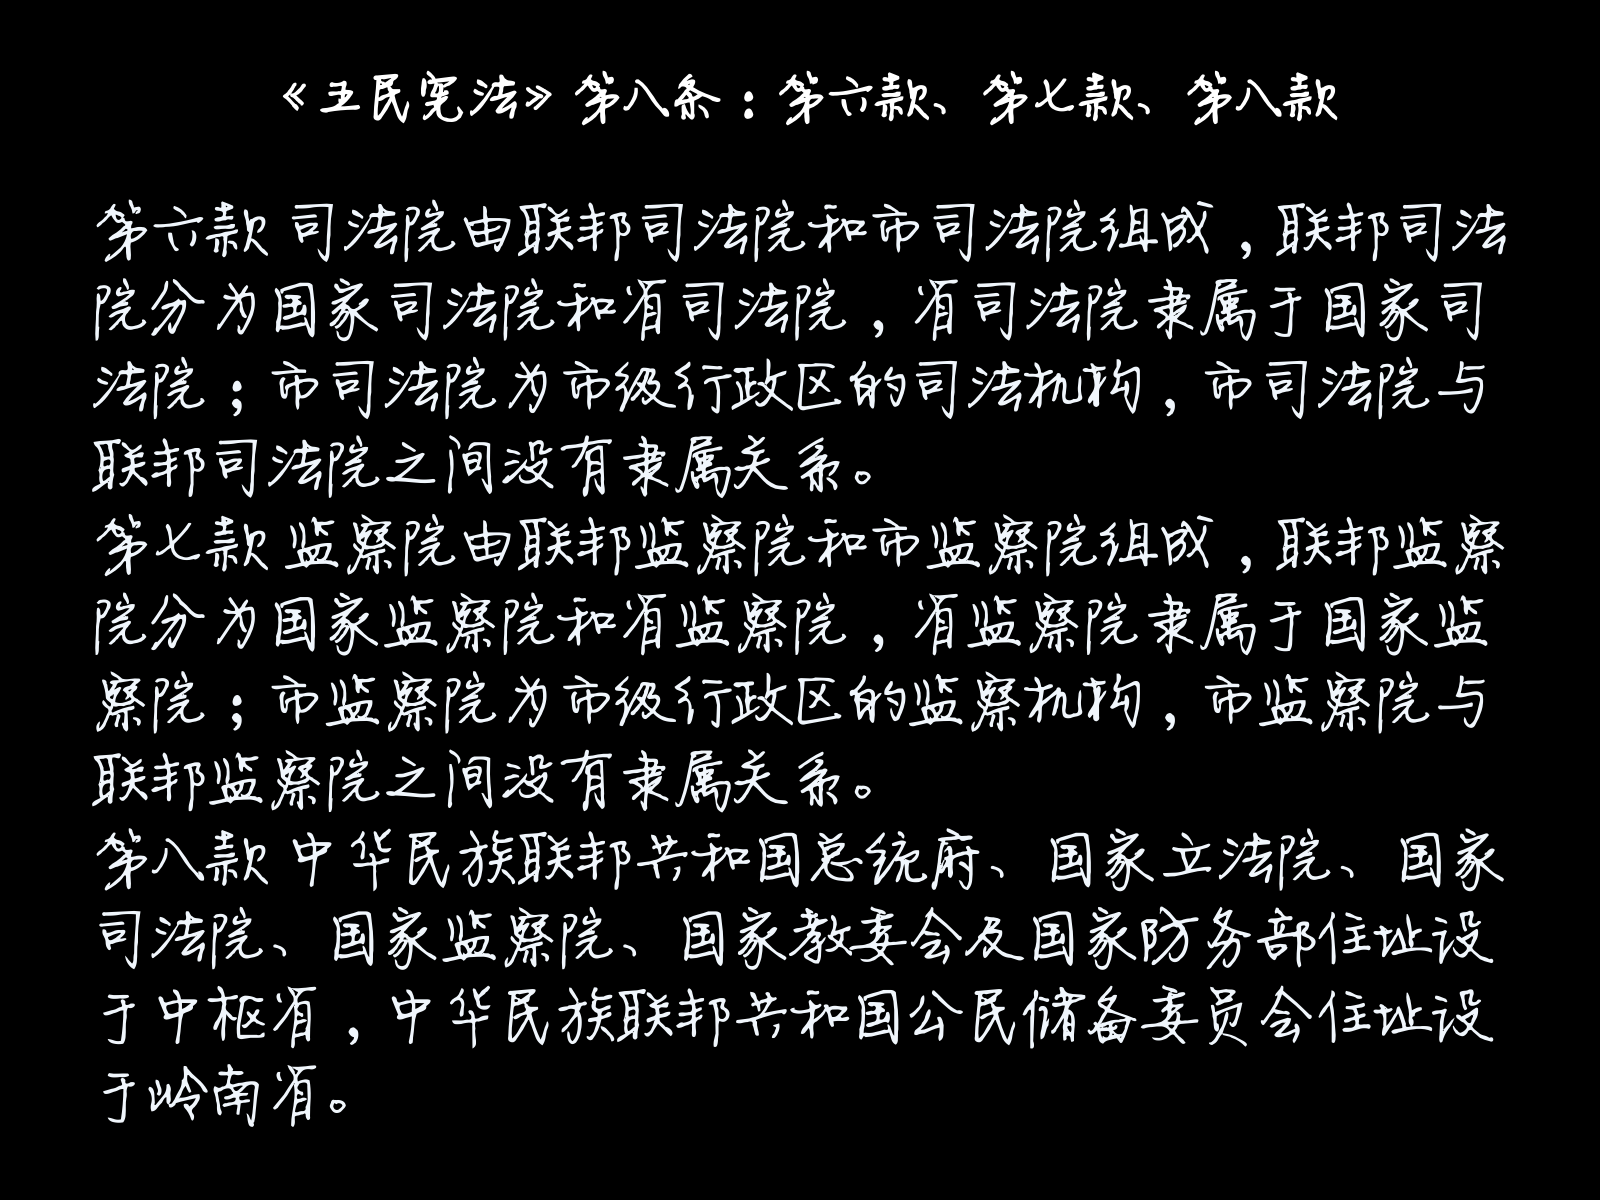 《王民宪法》第八条：第六款、第七款、第八款
第六款 司法院由联邦司法院和市司法院组成，联邦司法
院分为国家司法院和省司法院，省司法院隶属于国家司
法院；市司法院为市级行政区的司法机构，市司法院与
联邦司法院之间没有隶属关系。
第七款 监察院由联邦监察院和市监察院组成，联邦监察
院分为国家监察院和省监察院，省监察院隶属于国家监
察院；市监察院为市级行政区的监察机构，市监察院与
联邦监察院之间没有隶属关系。
第八款 中华民族联邦共和国总统府、国家立法院、国家
司法院、国家监察院、国家教委会及国家防务部住址设
于中枢省，中华民族联邦共和国公民储备委员会住址设
于岭南省。